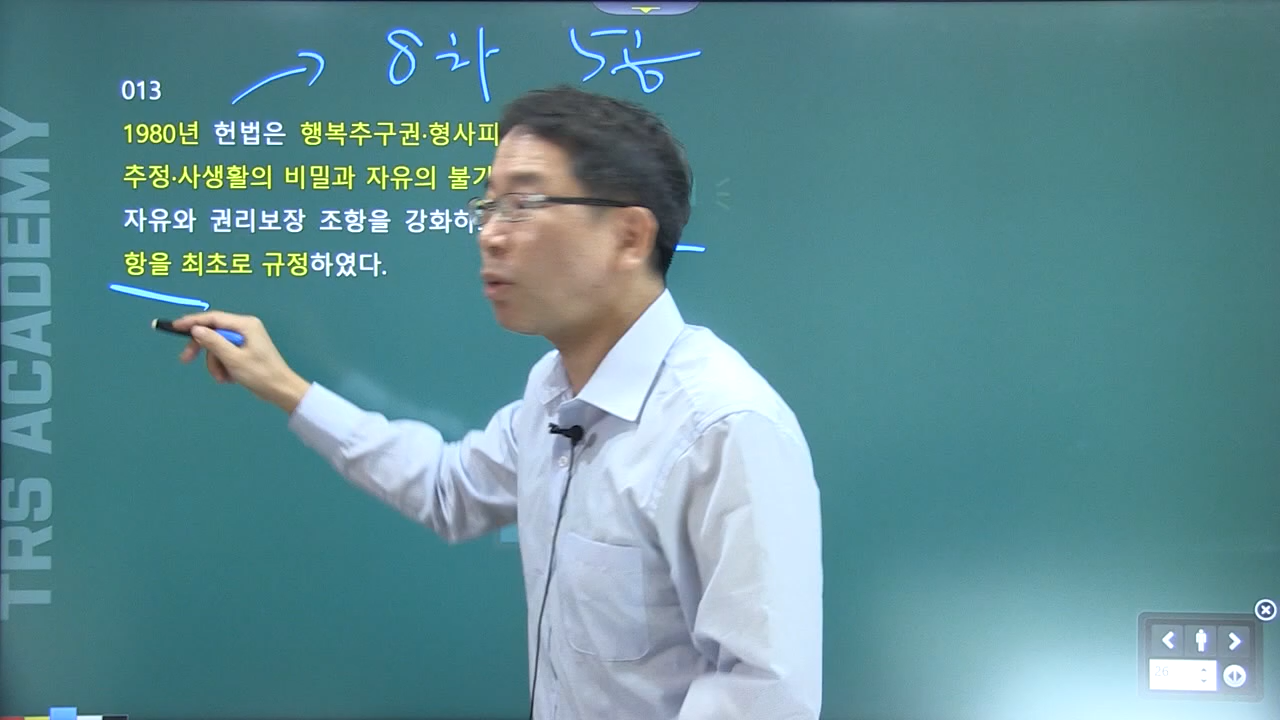 8차 5공
013
1980년 헌법은 행복추구권·형사피
추정·사생활의 비밀과 자유의 불가
자유와 권리보장 조항을 강화하
항을 최초로 규정하였다.
TRS ACADEMY
26